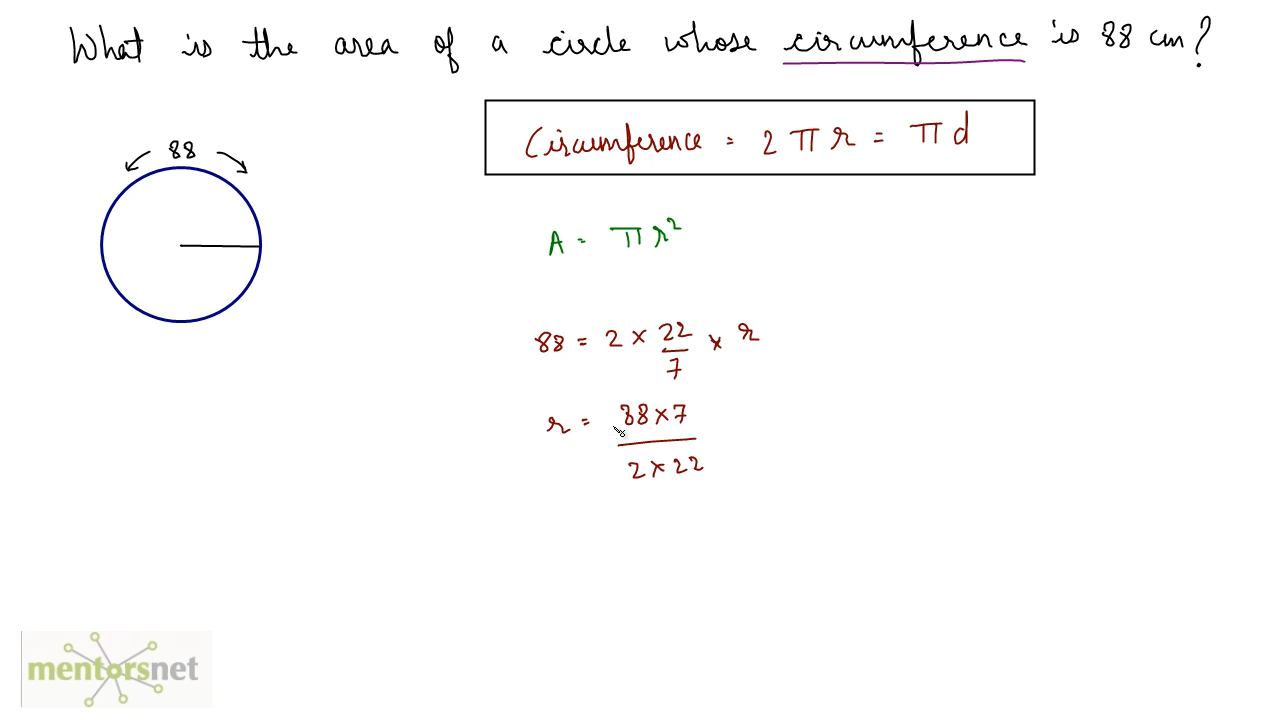 What is the area of a circle whose circumference is 88 cm?
88
Circumference = 2 π r = π d
A = π r²
88 = 2 × 22/7 × r
r = 88×7/2×22
mentorsnet